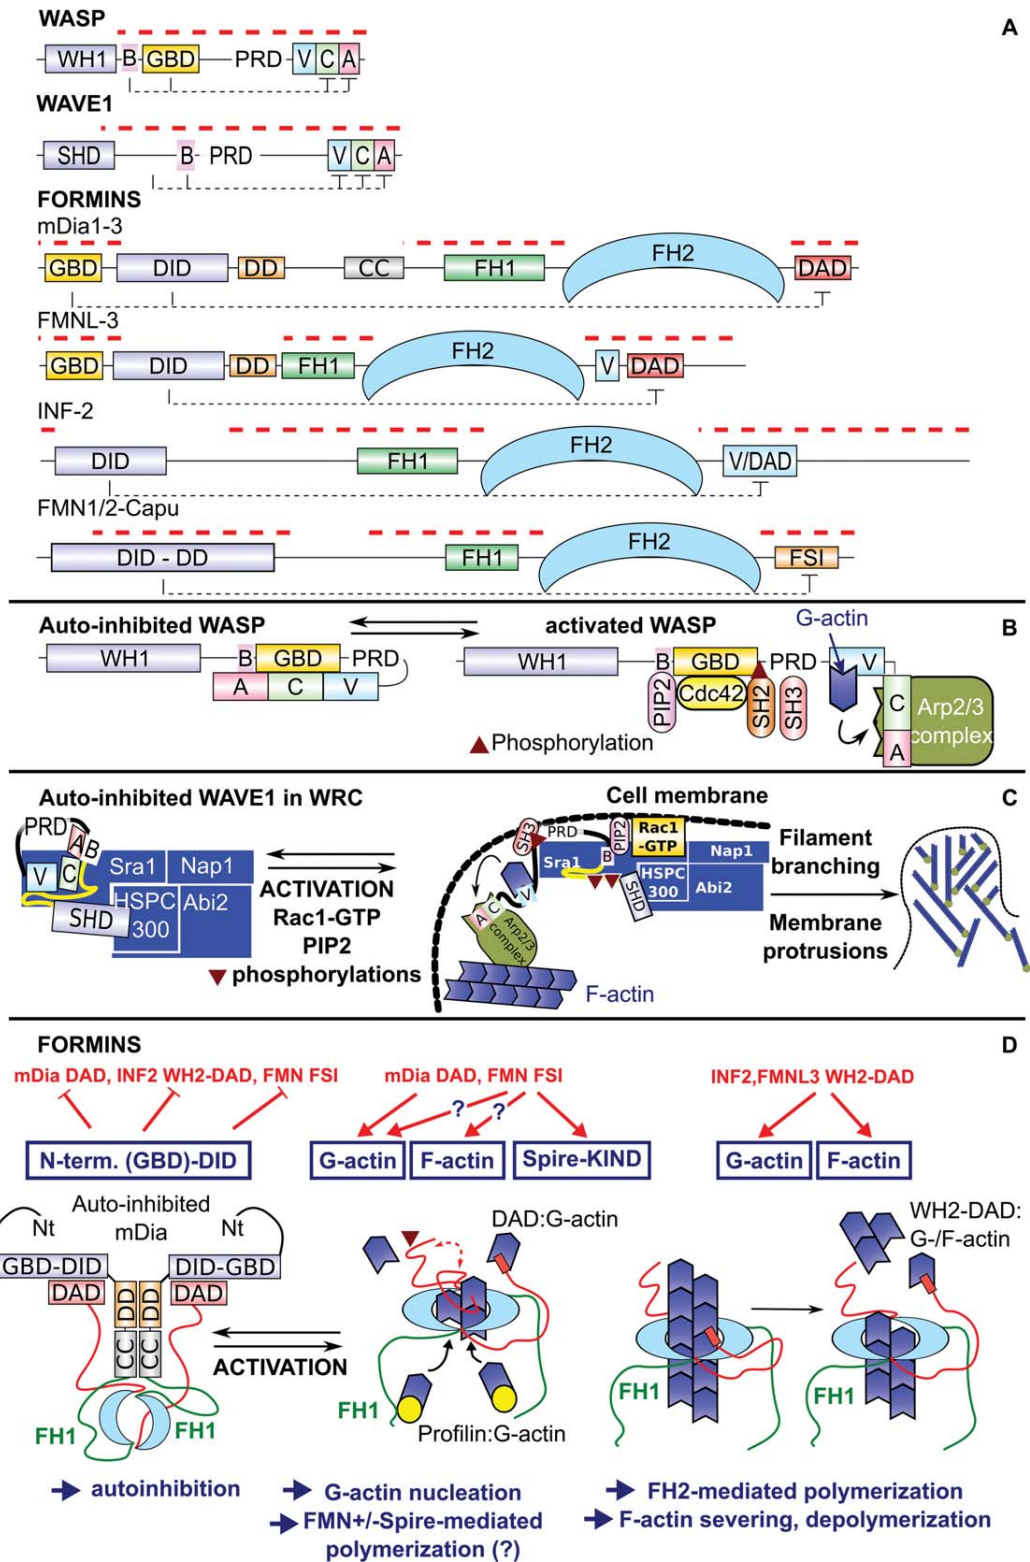 WASP
A
WH1 B GBD PRD V C A
WAVE1
SHD B PRD V C A
FORMINS
mDia1-3
GBD DID DD CC FH1 FH2 DAD
FMNL-3
GBD DID DD FH1 FH2 V DAD
INF-2
DID FH1 FH2 V/DAD
FMN1/2-Capu
DID - DD FH1 FH2 FSI
Auto-inhibited WASP
activated WASP
G-actin
B
WH1 B GBD PRD
A C V
WH1 B GBD PRD V
PIP2 Cdc42 SH2 SH3
C
A
Arp2/3
complex
Phosphorylation
Auto-inhibited WAVE1 in WRC
Cell membrane
C
PRD A B
V C Sra1 Nap1
SHD HSPC
300
Abi2
ACTIVATION
Rac1-GTP
PIP2
phosphorylations
SH3 PRD PIP2 Rac1
-GTP
Sra1 B Nap1
HSPC
300
Abi2
SHD
V
C
A
Arp2/3
complex
F-actin
Filament
branching
Membrane
protrusions
FORMINS
D
mDia DAD, INF2 WH2-DAD, FMN FSI
mDia DAD, FMN FSI
INF2,FMNL3 WH2-DAD
? ?
N-term. (GBD)-DID
G-actin F-actin Spire-KIND
G-actin F-actin
Auto-inhibited
mDia
Nt Nt
GBD-DID DID-GBD
DAD DD DD DAD
CC CC
FH1 FH1
ACTIVATION
DAD:G-actin
FH1
Profilin:G-actin
WH2-DAD:
G-/F-actin
FH1 FH1
autoinhibition
G-actin nucleation
FMN+/-Spire-mediated
polymerization (?)
FH2-mediated polymerization
F-actin severing, depolymerization